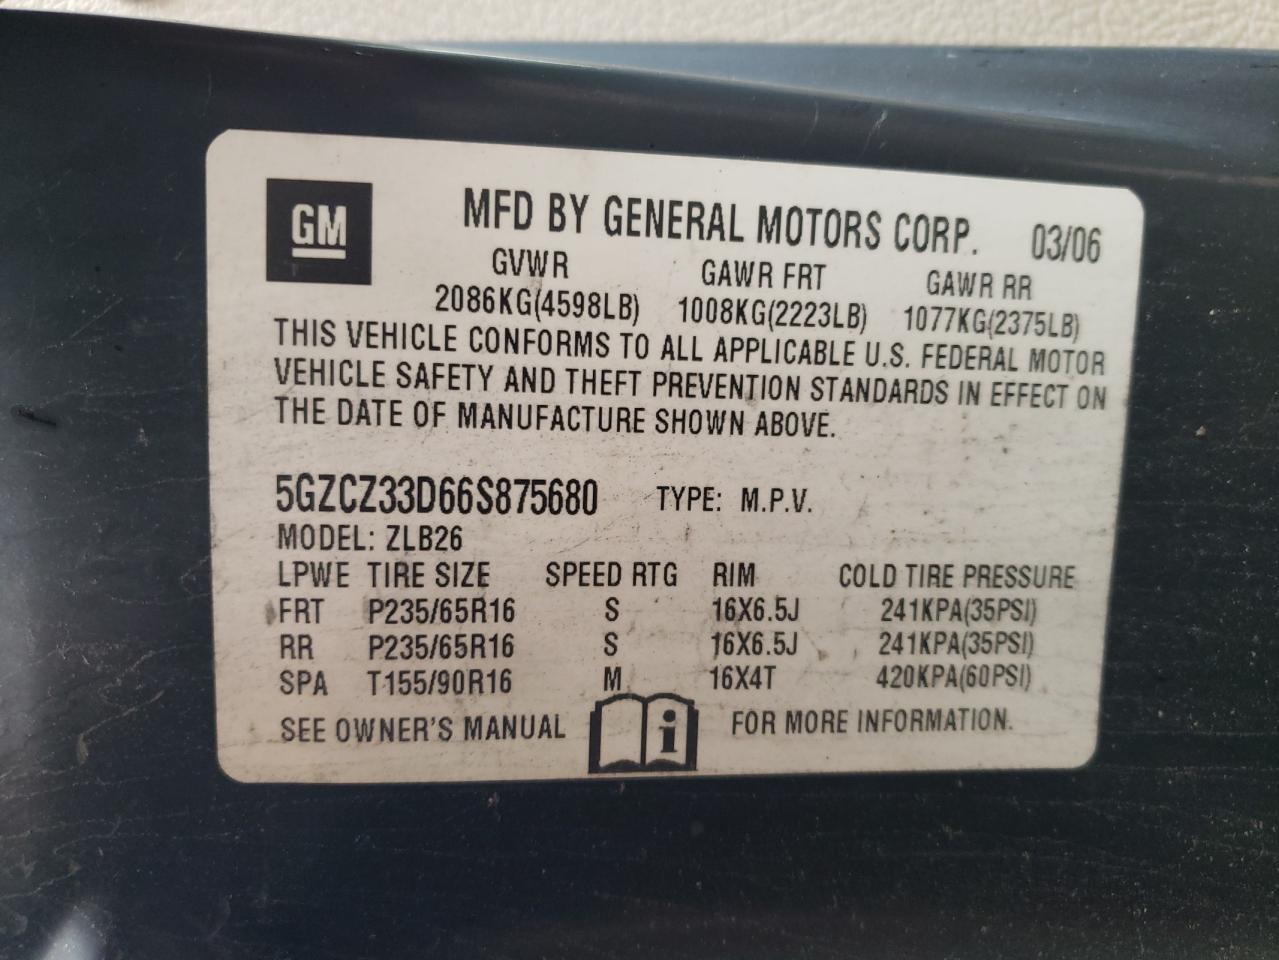 GM
MFD BY GENERAL MOTORS CORP. 03/06
GVWR GAWR FRT GAWR RR
2086KG(4598LB) 1008KG(2223LB) 1077KG(2375LB)
THIS VEHICLE CONFORMS TO ALL APPLICABLE U.S. FEDERAL MOTOR
VEHICLE SAFETY AND THEFT PREVENTION STANDARDS IN EFFECT ON
THE DATE OF MANUFACTURE SHOWN ABOVE.
5GZCZ33D66S875680 TYPE: M.P.V.
MODEL: ZLB26
LPWE TIRE SIZE SPEED RTG RIM COLD TIRE PRESSURE
FRT P235/65R16 S 16X6.5J 241KPA(35PSI)
RR P235/65R16 S 16X6.5J 241KPA(35PSI)
SPA T155/90R16 M 16X4T 420KPA(60PSI)
SEE OWNER'S MANUAL i FOR MORE INFORMATION.